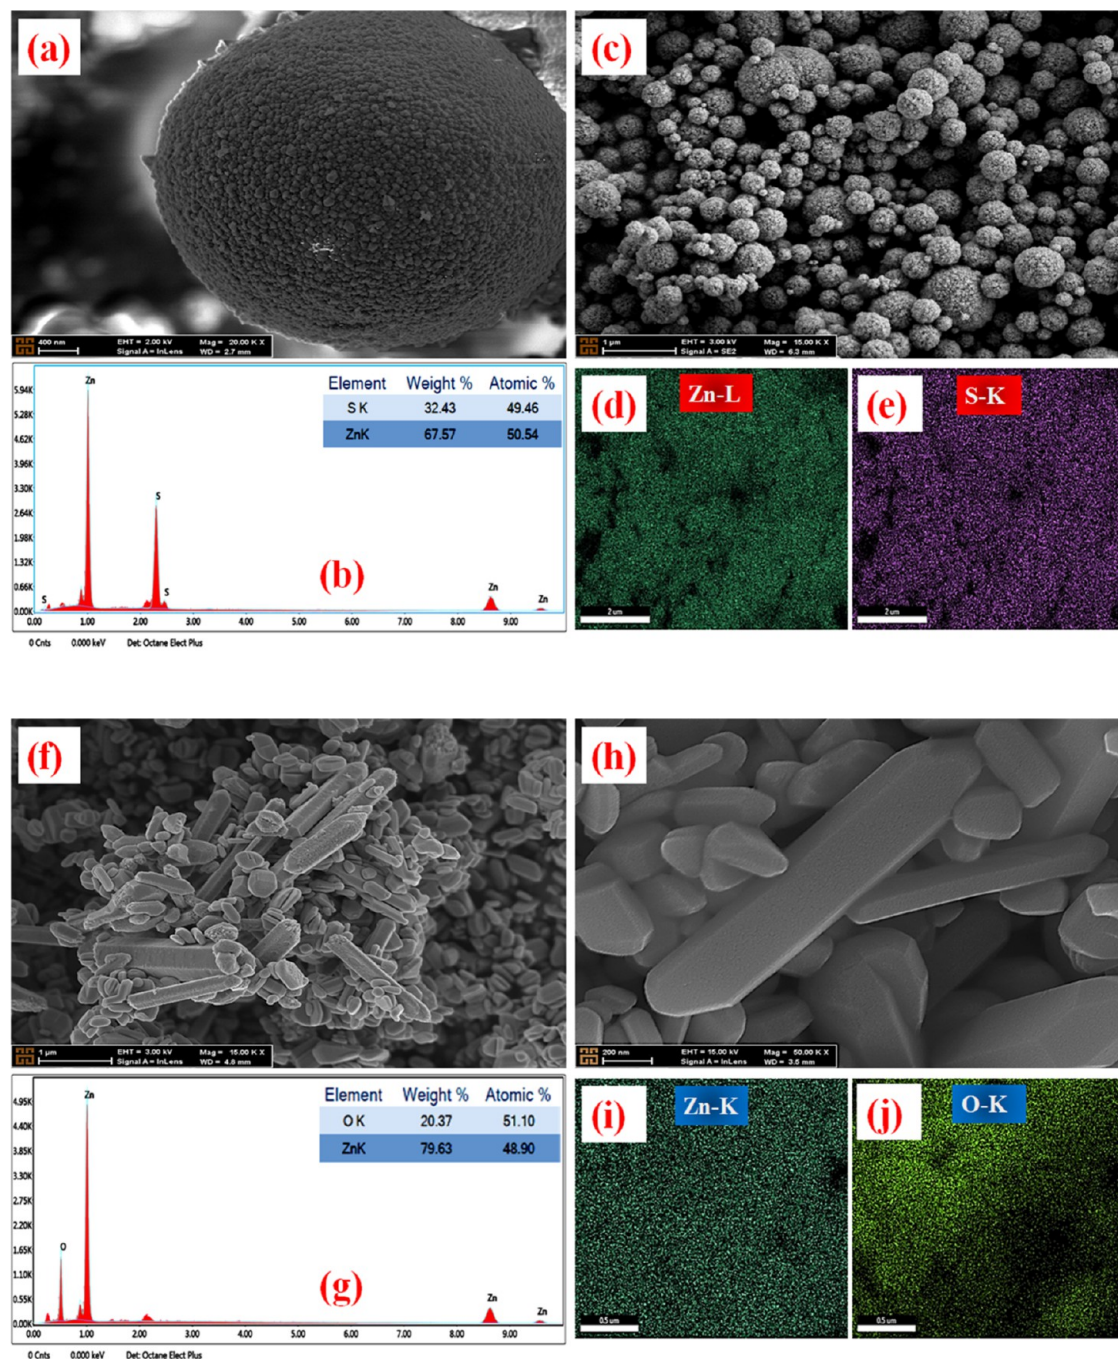 (a)
400 nm EHT = 2.00 kV Mag = 20.00 K X
Signal A = InLens WD = 2.7 mm
(c)
1 µm EHT = 3.00 kV Mag = 15.00 K X
Signal A = SE2 WD = 6.3 mm
5.94K
5.28K
4.62K
3.96K
3.30K
2.64K
1.98K
1.32K
0.66K
0.00K
Zn
S
S
S
Zn
Zn
Element Weight % Atomic %
S K 32.43 49.46
ZnK 67.57 50.54
(b)
0.00 1.00 2.00 3.00 4.00 5.00 6.00 7.00 8.00 9.00
0 Cnts 0.000 keV Det: Octane Elect Plus
(d)
Zn-L
2 um
(e)
S-K
2 um
(f)
1 µm EHT = 3.00 kV Mag = 15.00 K X
Signal A = InLens WD = 4.8 mm
(h)
200 nm EHT = 15.00 kV Mag = 50.00 K X
Signal A = InLens WD = 3.5 mm
4.95K
4.40K
3.85K
3.30K
2.75K
2.20K
1.65K
1.10K
0.55K
0.00K
Zn
O
Zn
Zn
Element Weight % Atomic %
O K 20.37 51.10
ZnK 79.63 48.90
(g)
0.00 1.00 2.00 3.00 4.00 5.00 6.00 7.00 8.00 9.00
0 Cnts 0.000 keV Det: Octane Elect Plus
(i)
Zn-K
0.5 um
(j)
O-K
0.5 um